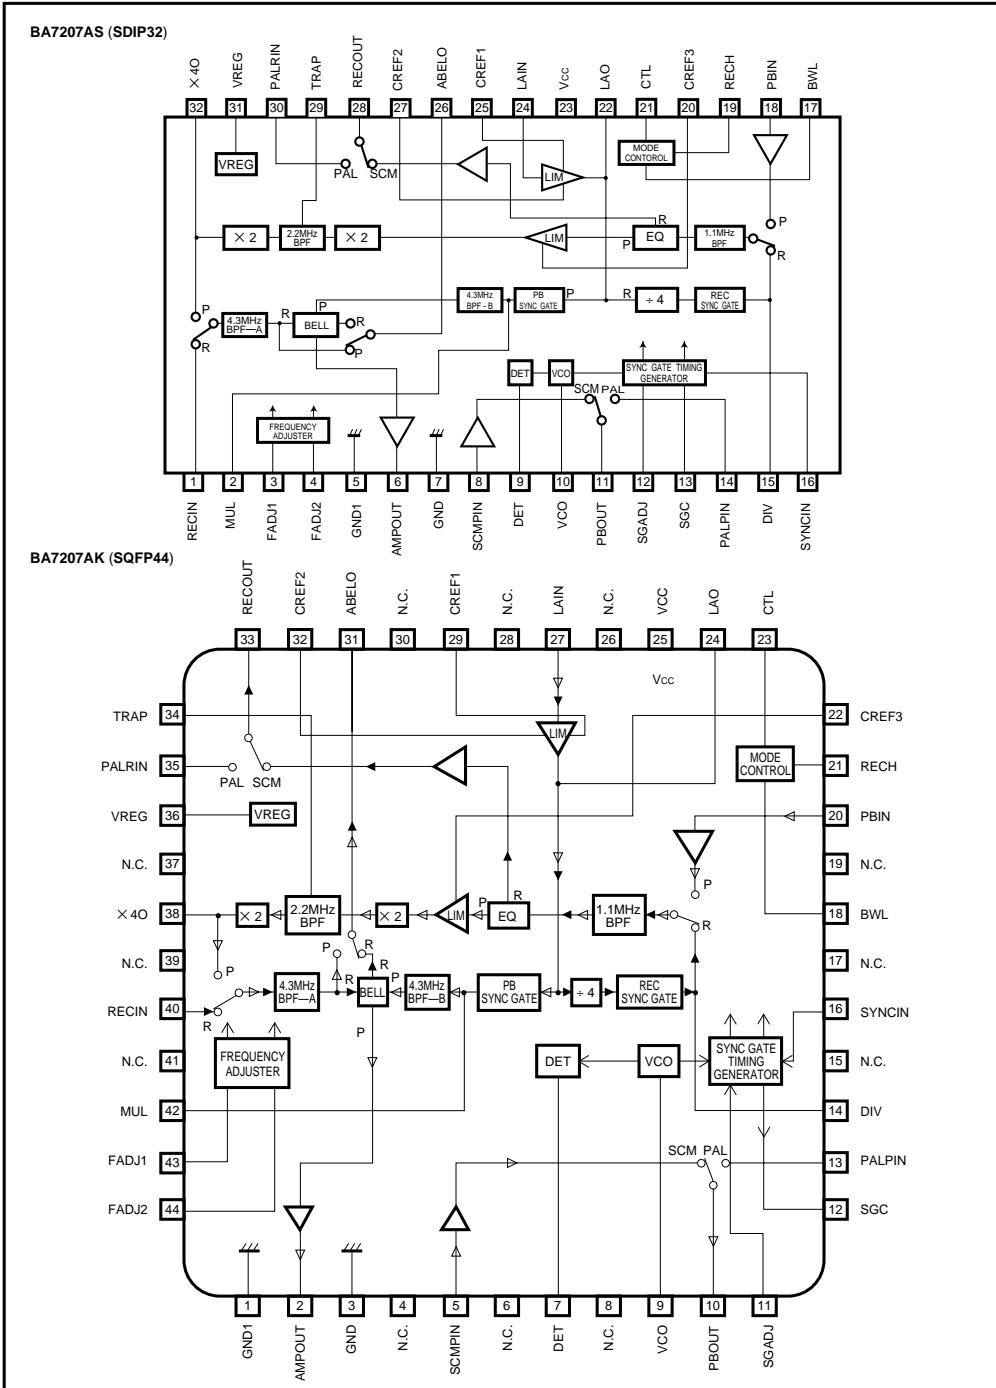 BA7207AS (SDIP32)
×4O VREG PALRIN TRAP RECOUT CREF2 ABELO CREF1 LAIN Vcc LAO CTL CREF3 RECH PBIN BWL
32 31 30 29 28 27 26 25 24 23 22 21 20 19 18 17
VREG
PAL SCM
LIM
MODE
CONTOROL
×2
2.2MHz
BPF
×2
LIM
R
P
EQ
1.1MHz
BPF
P
R
P
R
4.3MHz
BPF—A
R
P
BELL
R
P
4.3MHz
BPF - B
PB
SYNC GATE
P
R
÷4
REC
SYNC GATE
DET
VCO
SYNC GATE TIMING
GENERATOR
SCM PAL
FREQUENCY
ADJUSTER
1 2 3 4 5 6 7 8 9 10 11 12 13 14 15 16
RECIN MUL FADJ1 FADJ2 GND1 AMPOUT GND SCMPIN DET VCO PBOUT SGADJ SGC PALPIN DIV SYNCIN
BA7207AK (SQFP44)
RECOUT CREF2 ABELO N.C. CREF1 N.C. LAIN N.C. VCC LAO CTL
33 32 31 30 29 28 27 26 25 24 23
Vcc
TRAP 34
LIM
22 CREF3
PALRIN 35
PAL SCM
MODE
CONTROL
21 RECH
VREG 36
VREG
20 PBIN
N.C. 37
19 N.C.
P
×4O 38
×2
2.2MHz
BPF
×2
LIM
P
R
EQ
1.1MHz
BPF
R
18 BWL
N.C. 39
P
P
R
17 N.C.
RECIN 40
R
4.3MHz
BPF—A
R
R
BELL
P
4.3MHz
BPF—B
PB
SYNC GATE
÷4
REC
SYNC GATE
16 SYNCIN
P
N.C. 41
FREQUENCY
ADJUSTER
DET
VCO
SYNC GATE
TIMING
GENERATOR
15 N.C.
MUL 42
14 DIV
FADJ1 43
SCM PAL
13 PALPIN
FADJ2 44
12 SGC
1 2 3 4 5 6 7 8 9 10 11
GND1 AMPOUT GND N.C. SCMPIN N.C. DET N.C. VCO PBOUT SGADJ